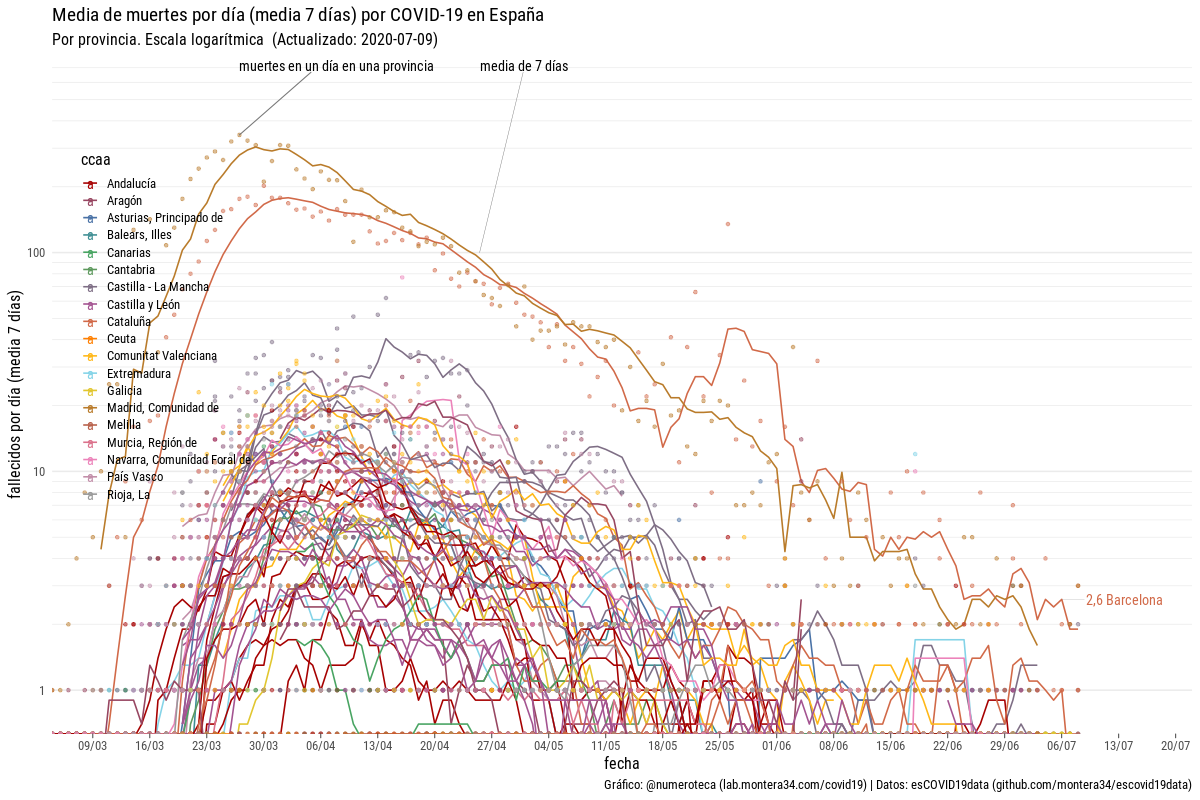 Media de muertes por día (media 7 días) por COVID-19 en España
Por provincia. Escala logarítmica (Actualizado: 2020-07-09)
muertes en un día en una provincia
media de 7 días
ccaa
Andalucía
Aragón
Asturias, Principado de
Balears, Illes
Canarias
Cantabria
Castilla - La Mancha
Castilla y León
Cataluña
Ceuta
Comunitat Valenciana
Extremadura
Galicia
Madrid, Comunidad de
Melilla
Murcia, Región de
Navarra, Comunidad Foral de
País Vasco
Rioja, La
fallecidos por día (media 7 días)
100
10
1
2,6 Barcelona
09/03 16/03 23/03 30/03 06/04 13/04 20/04 27/04 04/05 11/05 18/05 25/05 01/06 08/06 15/06 22/06 29/06 06/07 13/07 20/07
fecha
Gráfico: @numeroteca (lab.montera34.com/covid19) | Datos: esCOVID19data (github.com/montera34/escovid19data)